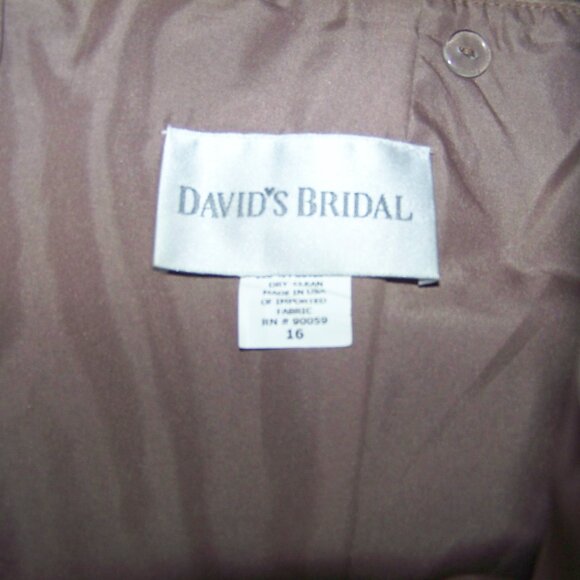 DAVID'S BRIDAL
DRY CLEAN
MADE IN USA
OF IMPORTED
FABRIC
RN # 90059
16